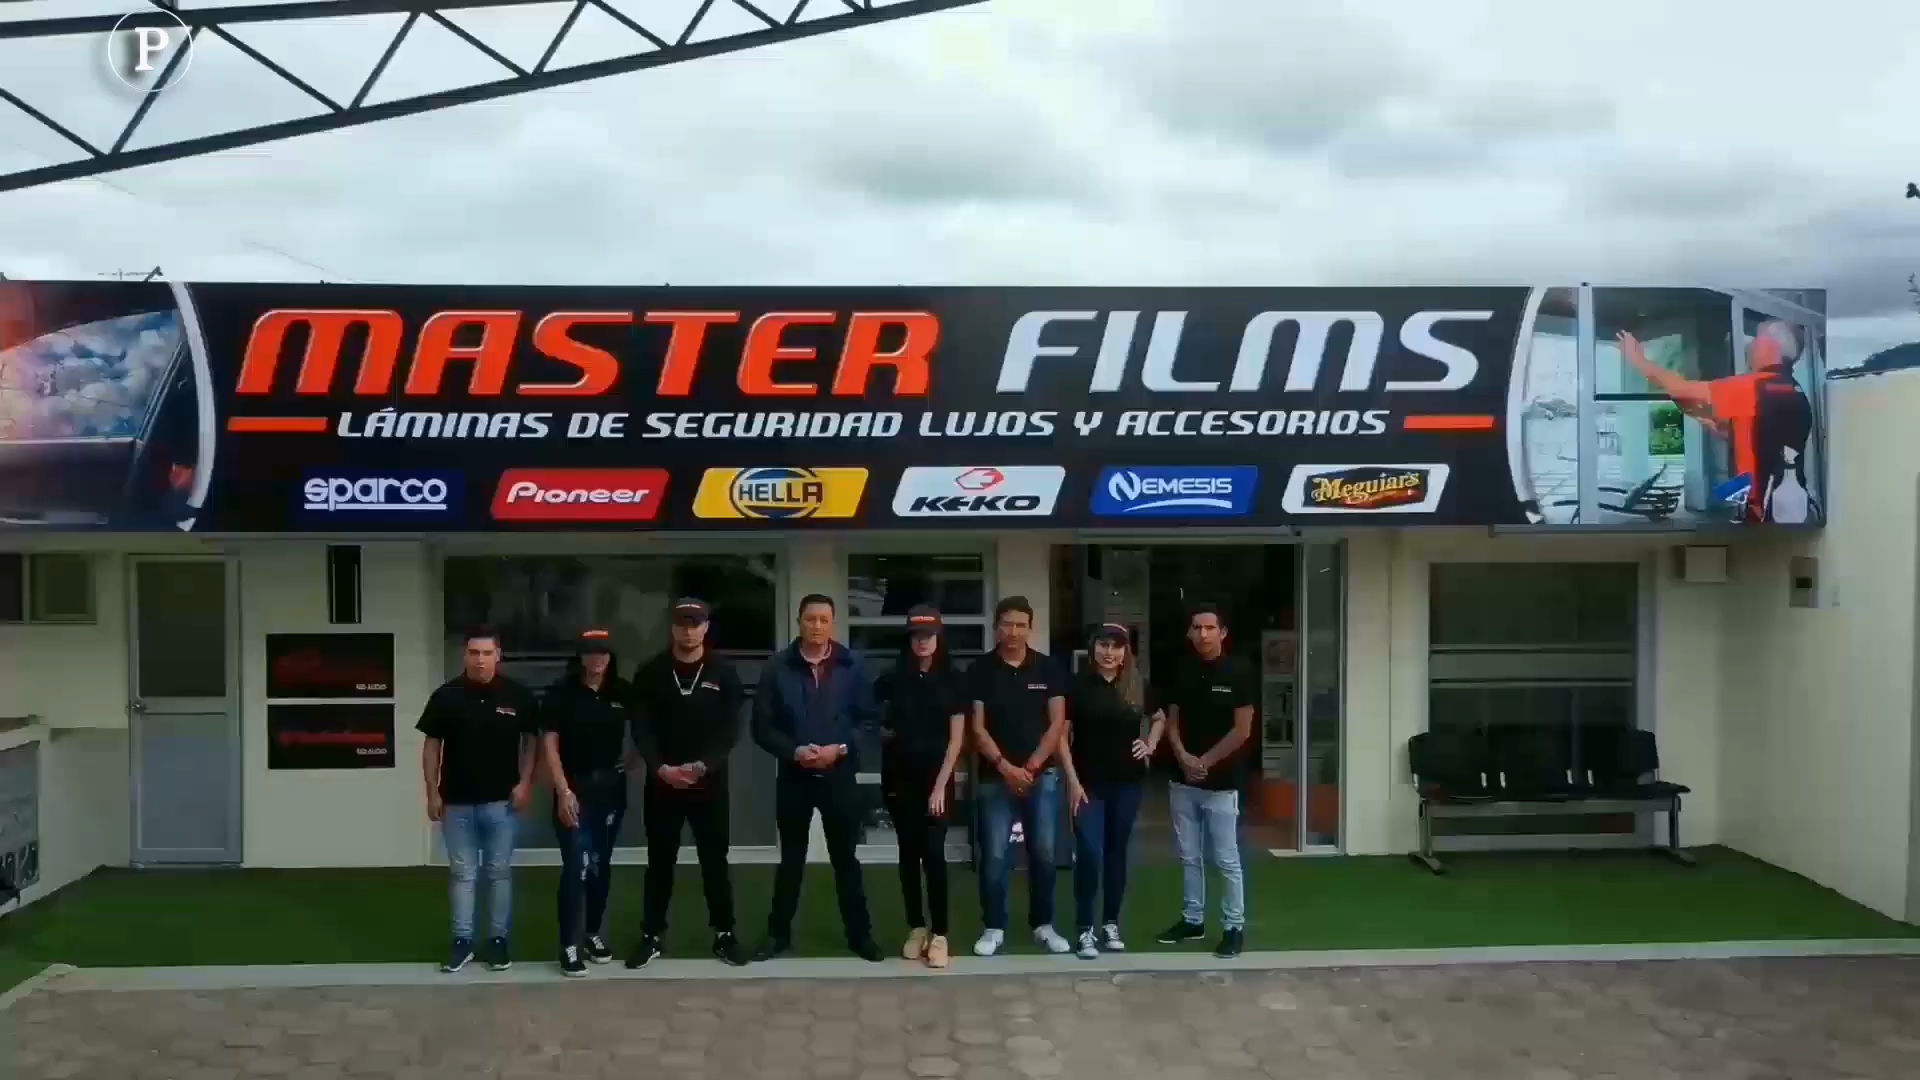 P
MASTER FILMS
LÁMINAS DE SEGURIDAD LUJOS Y ACCESORIOS
sparco Pioneer HELLA KEKO NEMESIS Meguiar's